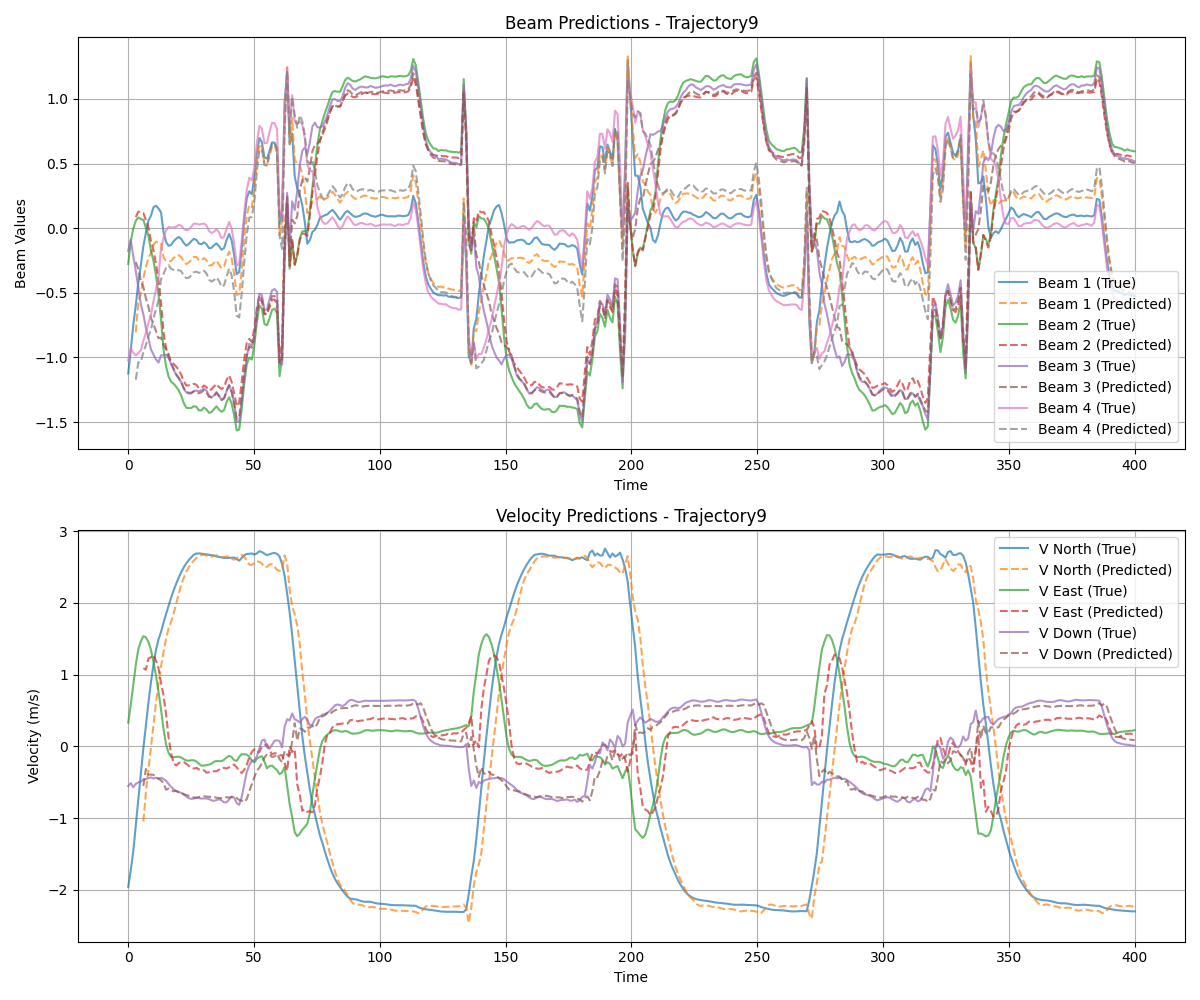 Beam Predictions - Trajectory9
Beam Values
1.0
0.5
0.0
−0.5
−1.0
−1.5
Beam 1 (True)
Beam 1 (Predicted)
Beam 2 (True)
Beam 2 (Predicted)
Beam 3 (True)
Beam 3 (Predicted)
Beam 4 (True)
Beam 4 (Predicted)
0 50 100 150 200 250 300 350 400
Time
Velocity Predictions - Trajectory9
Velocity (m/s)
3
2
1
0
−1
−2
V North (True)
V North (Predicted)
V East (True)
V East (Predicted)
V Down (True)
V Down (Predicted)
0 50 100 150 200 250 300 350 400
Time